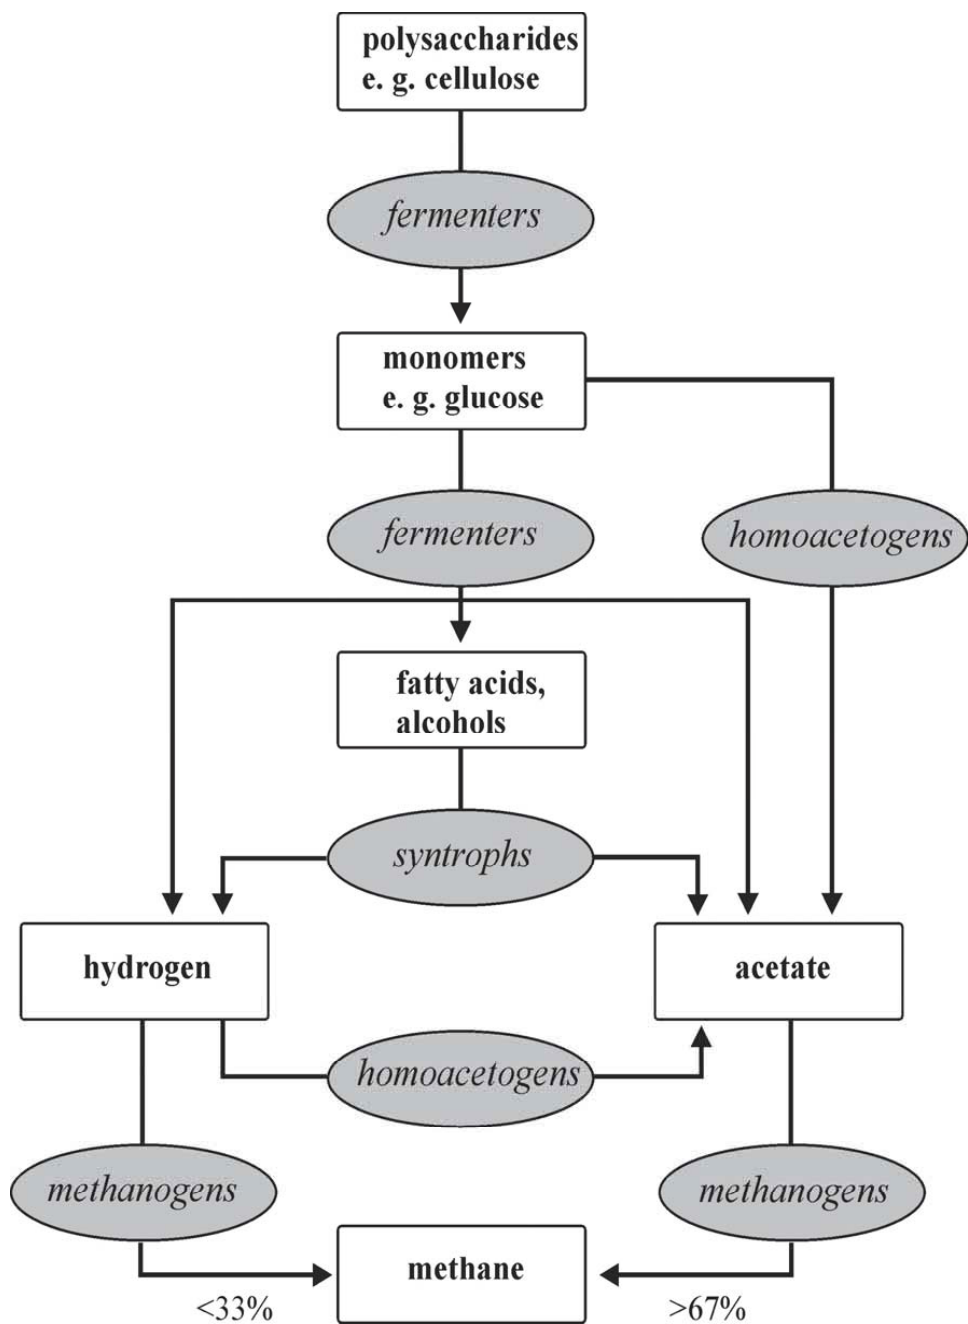 polysaccharides
e. g. cellulose
fermenters
monomers
e. g. glucose
fermenters
homoacetogens
fatty acids,
alcohols
syntrophs
hydrogen
acetate
homoacetogens
methanogens
methanogens
methane
<33%
>67%